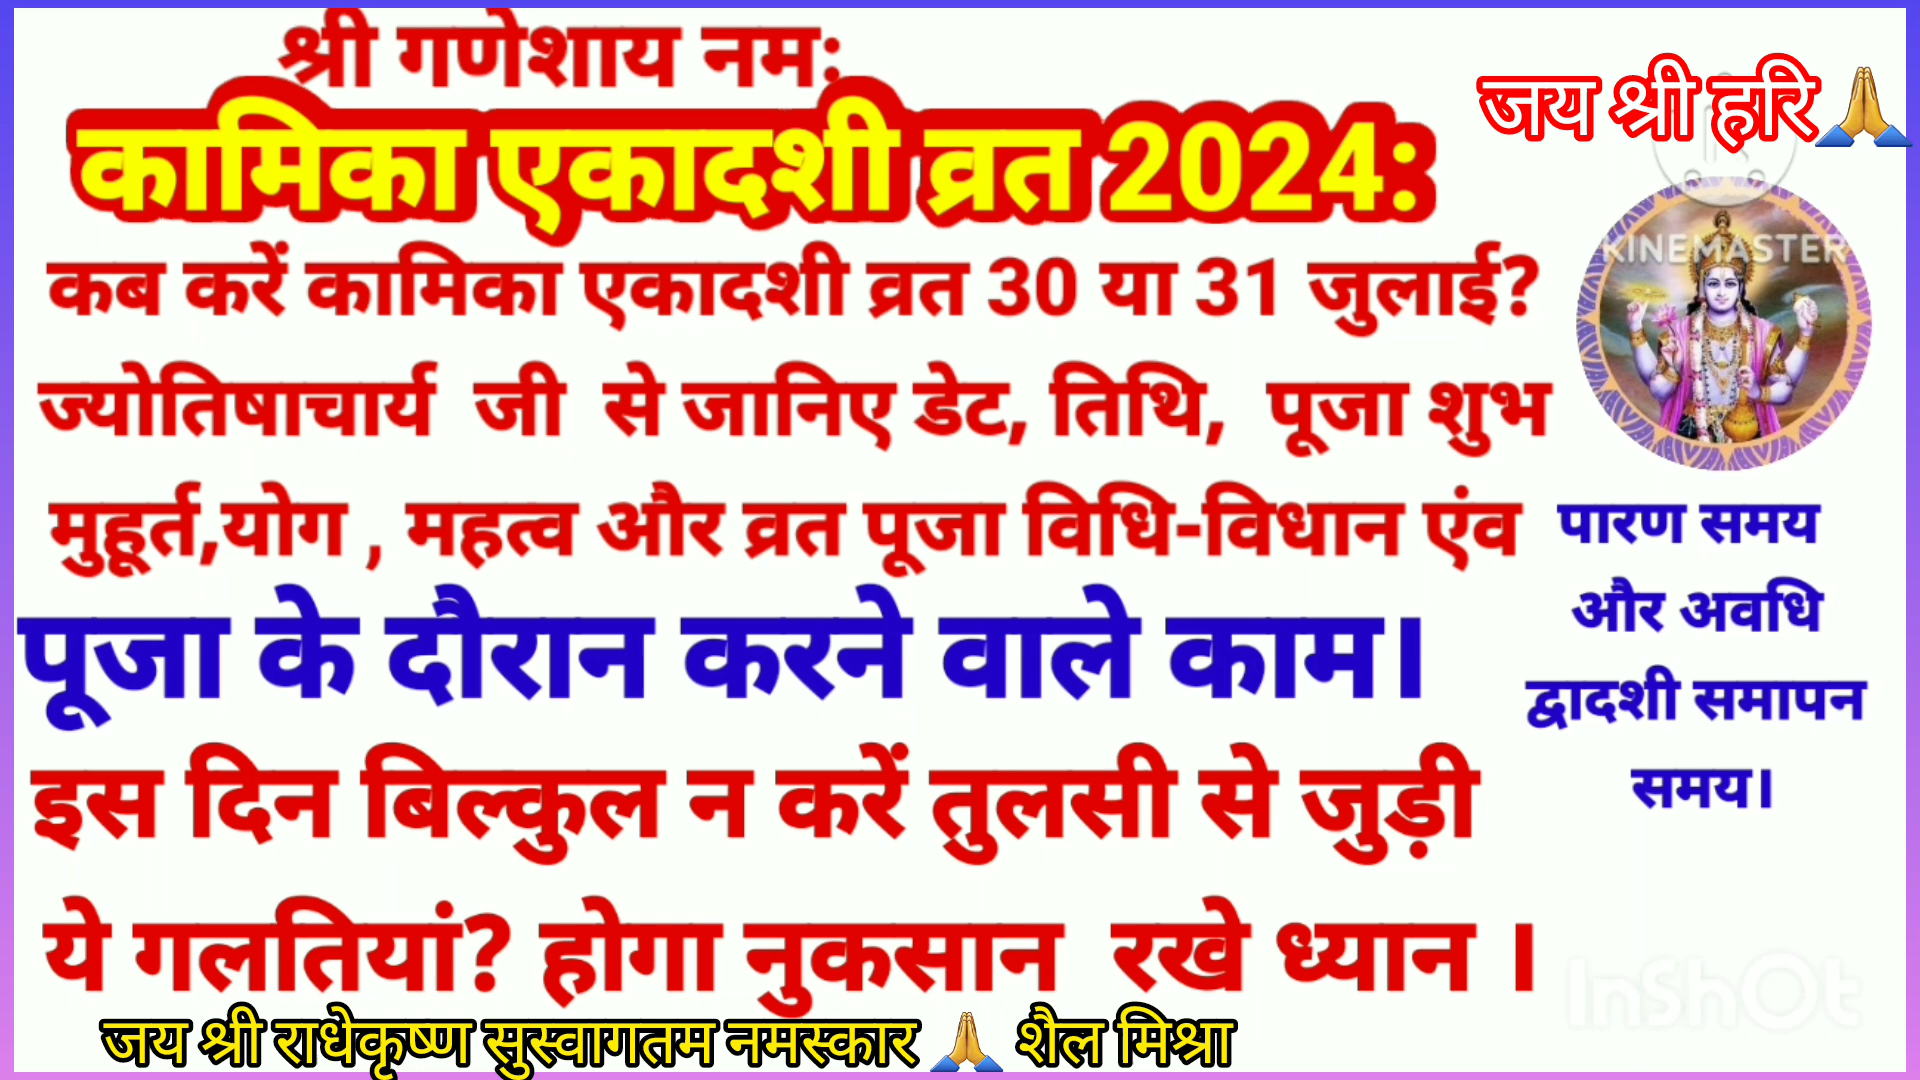 श्री गणेशाय नमः
जय श्री हरि🙏
कामिका एकादशी व्रत 2024:
KINEMASTER
कब करें कामिका एकादशी व्रत 30 या 31 जुलाई?
ज्योतिषाचार्य जी से जानिए डेट, तिथि, पूजा शुभ
मुहूर्त,योग , महत्व और व्रत पूजा विधि-विधान एंव
पूजा के दौरान करने वाले काम।
इस दिन बिल्कुल न करें तुलसी से जुड़ी
ये गलतियां? होगा नुकसान रखे ध्यान ।
पारण समय
और अवधि
द्वादशी समापन
समय।
InShOt
जय श्री राधेकृष्ण सुस्वागतम नमस्कार 🙏 शैल मिश्रा